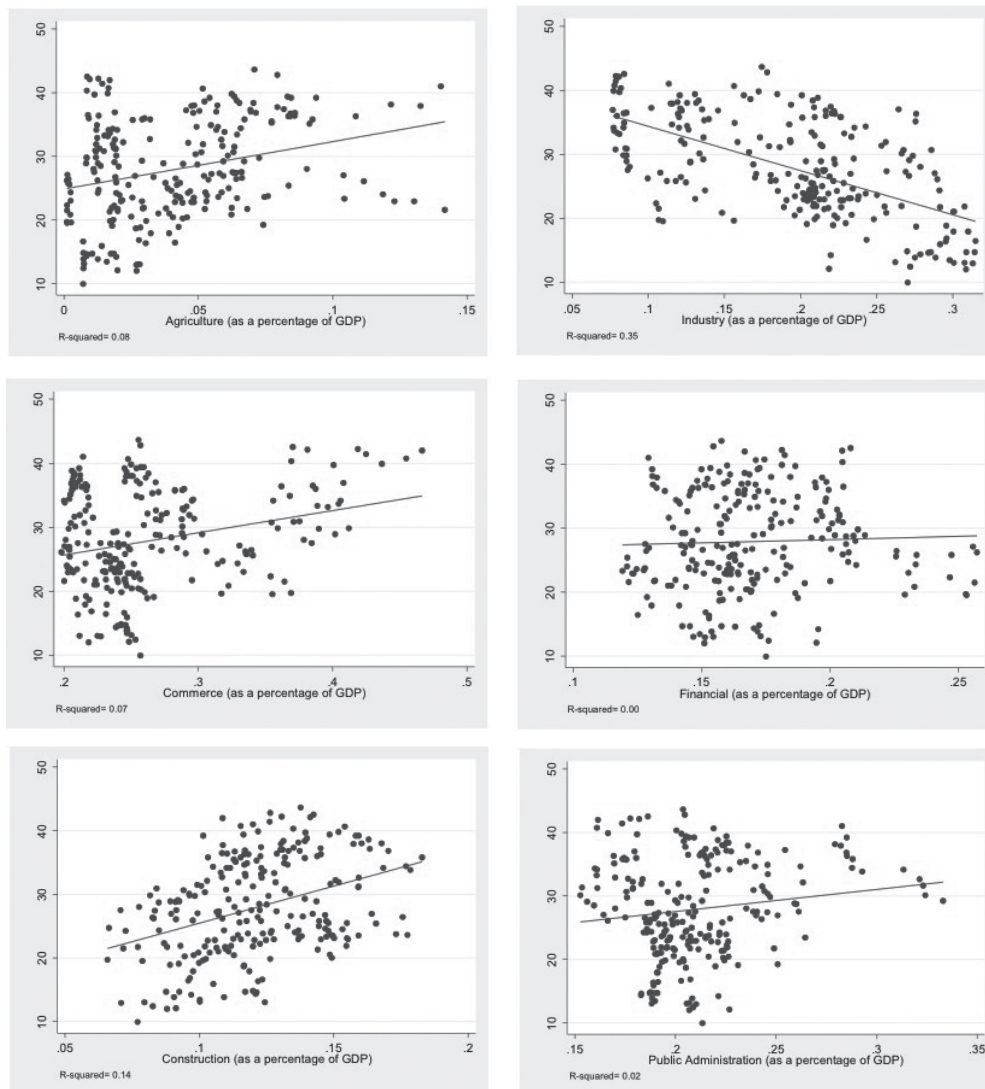 50
40
30
20
10
0 .05 .1 .15
Agriculture (as a percentage of GDP)
R-squared= 0.08
50
40
30
20
10
.05 .1 .15 .2 .25 .3
Industry (as a percentage of GDP)
R-squared= 0.35
50
40
30
20
10
.2 .3 .4 .5
Commerce (as a percentage of GDP)
R-squared= 0.07
50
40
30
20
10
.1 .15 .2 .25
Financial (as a percentage of GDP)
R-squared= 0.00
50
40
30
20
10
.05 .1 .15 .2
Construction (as a percentage of GDP)
R-squared= 0.14
50
40
30
20
10
.15 .2 .25 .3 .35
Public Administration (as a percentage of GDP)
R-squared= 0.02